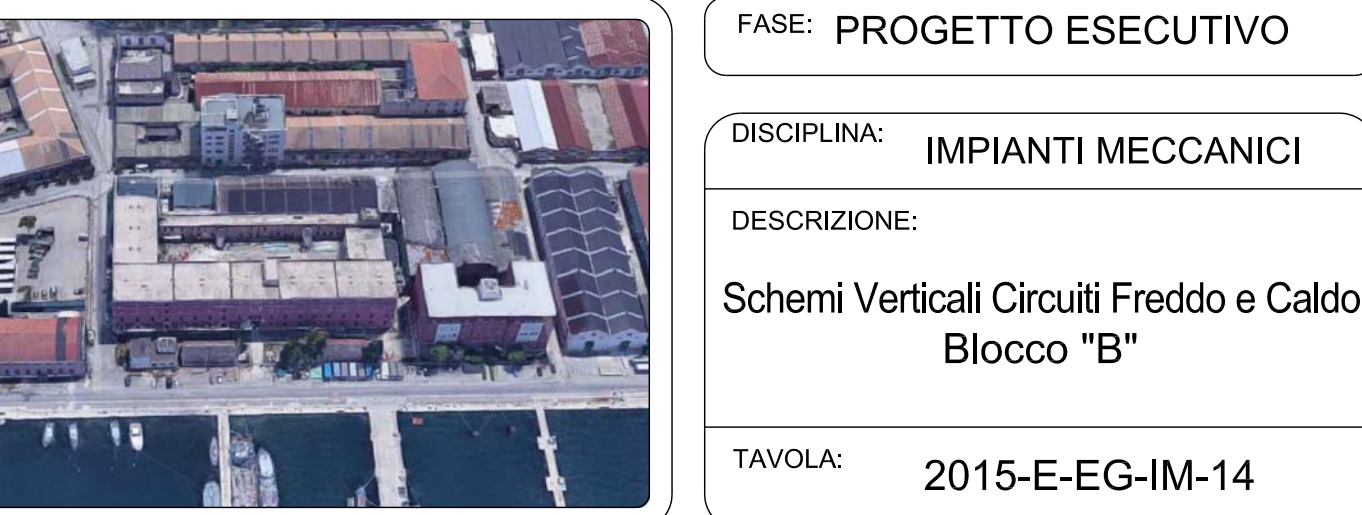 FASE: PROGETTO ESECUTIVO
DISCIPLINA: IMPIANTI MECCANICI
DESCRIZIONE:
Schemi Verticali Circuiti Freddo e Caldo
Blocco "B"
TAVOLA: 2015-E-EG-IM-14